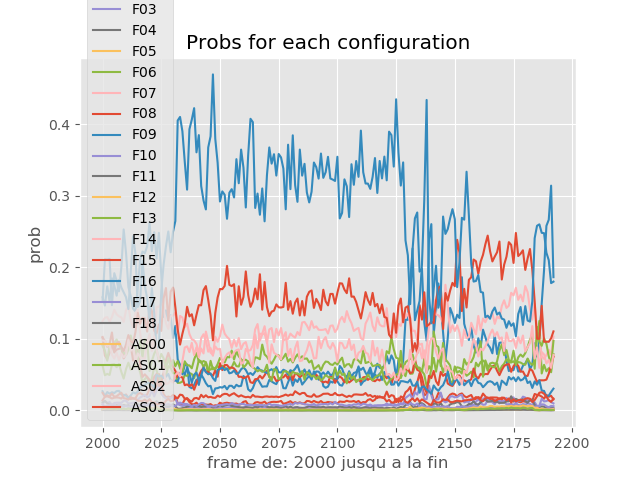 F03
F04
F05
F06
F07
F08
F09
F10
F11
F12
F13
F14
F15
F16
F17
F18
AS00
AS01
AS02
AS03
Probs for each configuration
prob
0.4
0.3
0.2
0.1
0.0
2000 2025 2050 2075 2100 2125 2150 2175 2200
frame de: 2000 jusqu a la fin